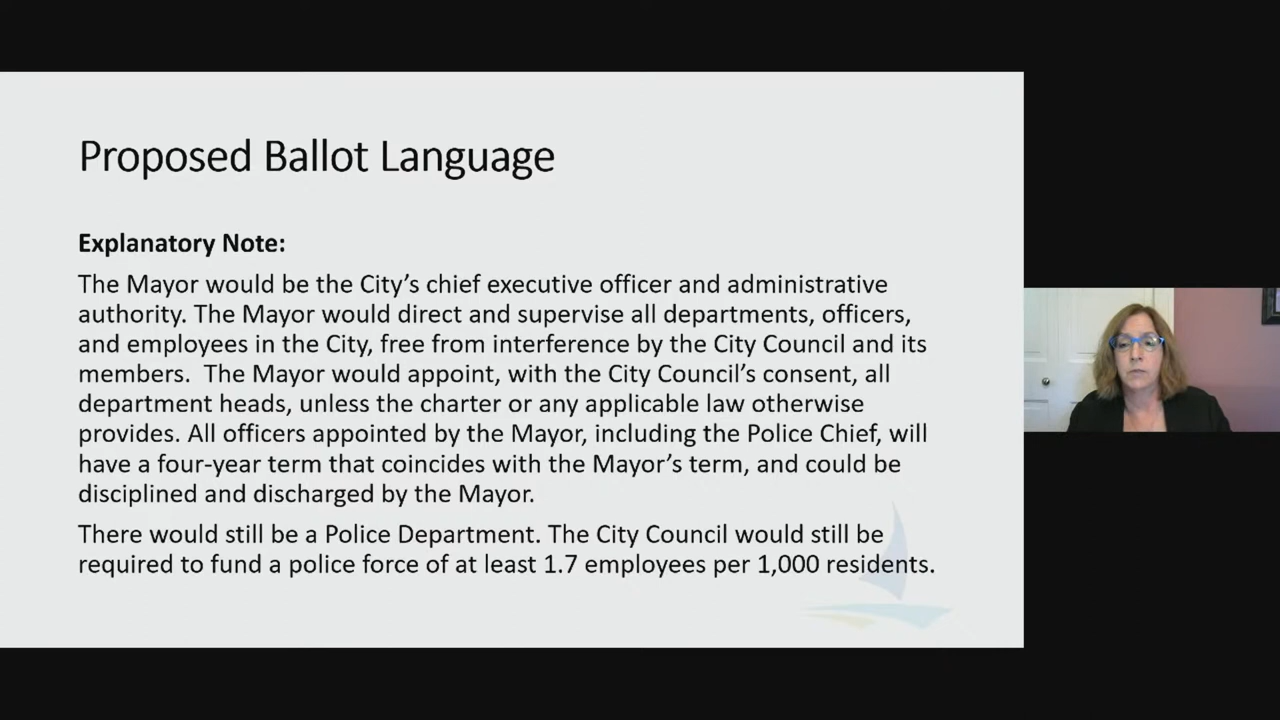 Proposed Ballot Language
Explanatory Note:
The Mayor would be the City’s chief executive officer and administrative
authority. The Mayor would direct and supervise all departments, officers,
and employees in the City, free from interference by the City Council and its
members.  The Mayor would appoint, with the City Council’s consent, all
department heads, unless the charter or any applicable law otherwise
provides. All officers appointed by the Mayor, including the Police Chief, will
have a four-year term that coincides with the Mayor’s term, and could be
disciplined and discharged by the Mayor.
There would still be a Police Department. The City Council would still be
required to fund a police force of at least 1.7 employees per 1,000 residents.